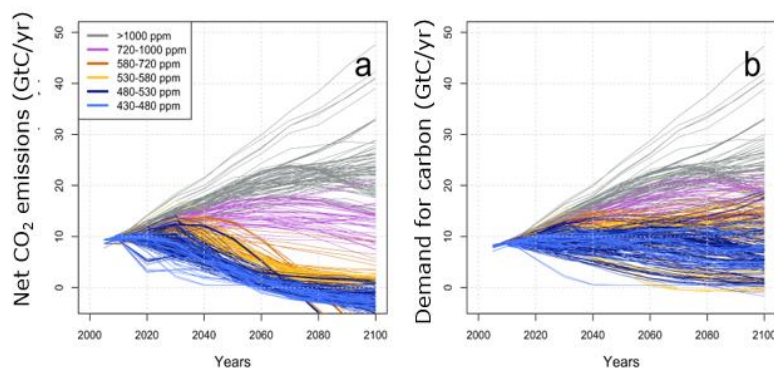 Net CO₂ emissions (GtC/yr)
50
40
30
20
10
0
>1000 ppm
720-1000 ppm
580-720 ppm
530-580 ppm
480-530 ppm
430-480 ppm
a
2000 2020 2040 2060 2080 2100
Years
Demand for carbon (GtC/yr)
50
40
30
20
10
0
b
2000 2020 2040 2060 2080 2100
Years